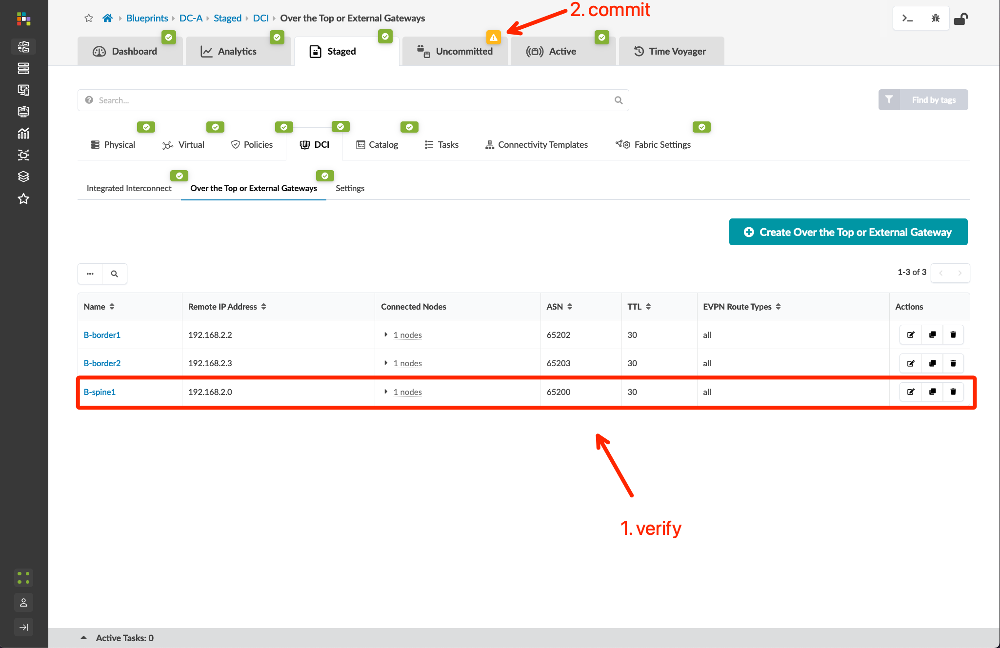 2. commit
Blueprints DC-A Staged DCI Over the Top or External Gateways
Dashboard Analytics Staged Uncommitted Active Time Voyager
Search...
Find by tags
Physical Virtual Policies DCI Catalog Tasks Connectivity Templates Fabric Settings
Integrated Interconnect Over the Top or External Gateways Settings
Create Over the Top or External Gateway
1-3 of 3
Name Remote IP Address Connected Nodes ASN TTL EVPN Route Types Actions
B-border1 192.168.2.2 1 nodes 65202 30 all
B-border2 192.168.2.3 1 nodes 65203 30 all
B-spine1 192.168.2.0 1 nodes 65200 30 all
1. verify
Active Tasks: 0